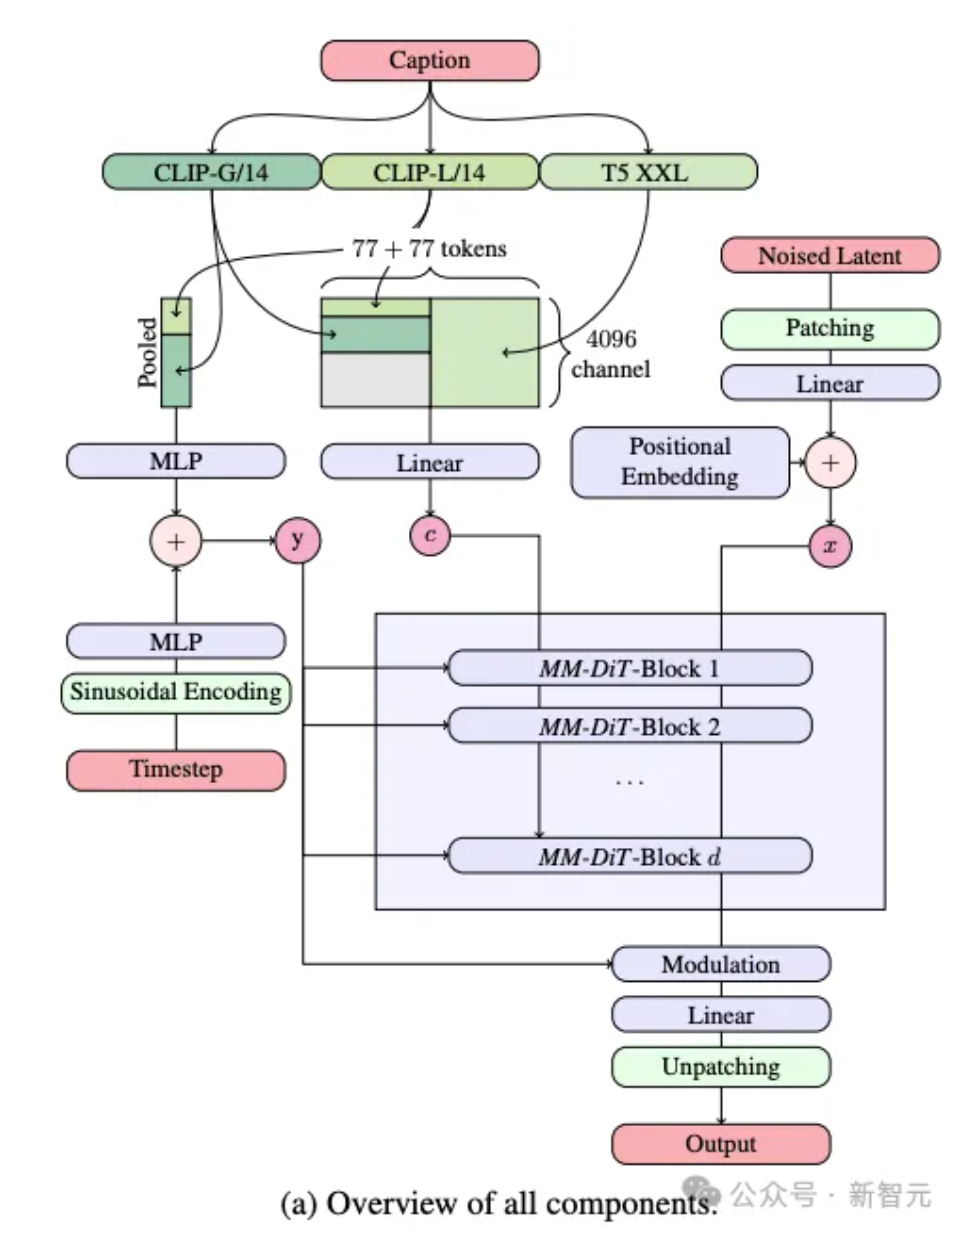 Caption
CLIP-G/14
CLIP-L/14
T5 XXL
77 + 77 tokens
Noised Latent
Patching
Linear
Pooled
4096
channel
MLP
Linear
Positional
Embedding
+
+
y
c
x
MLP
Sinusoidal Encoding
Timestep
MM-DiT-Block 1
MM-DiT-Block 2
. . .
MM-DiT-Block d
Modulation
Linear
Unpatching
Output
(a) Overview of all components.
公众号 · 新智元